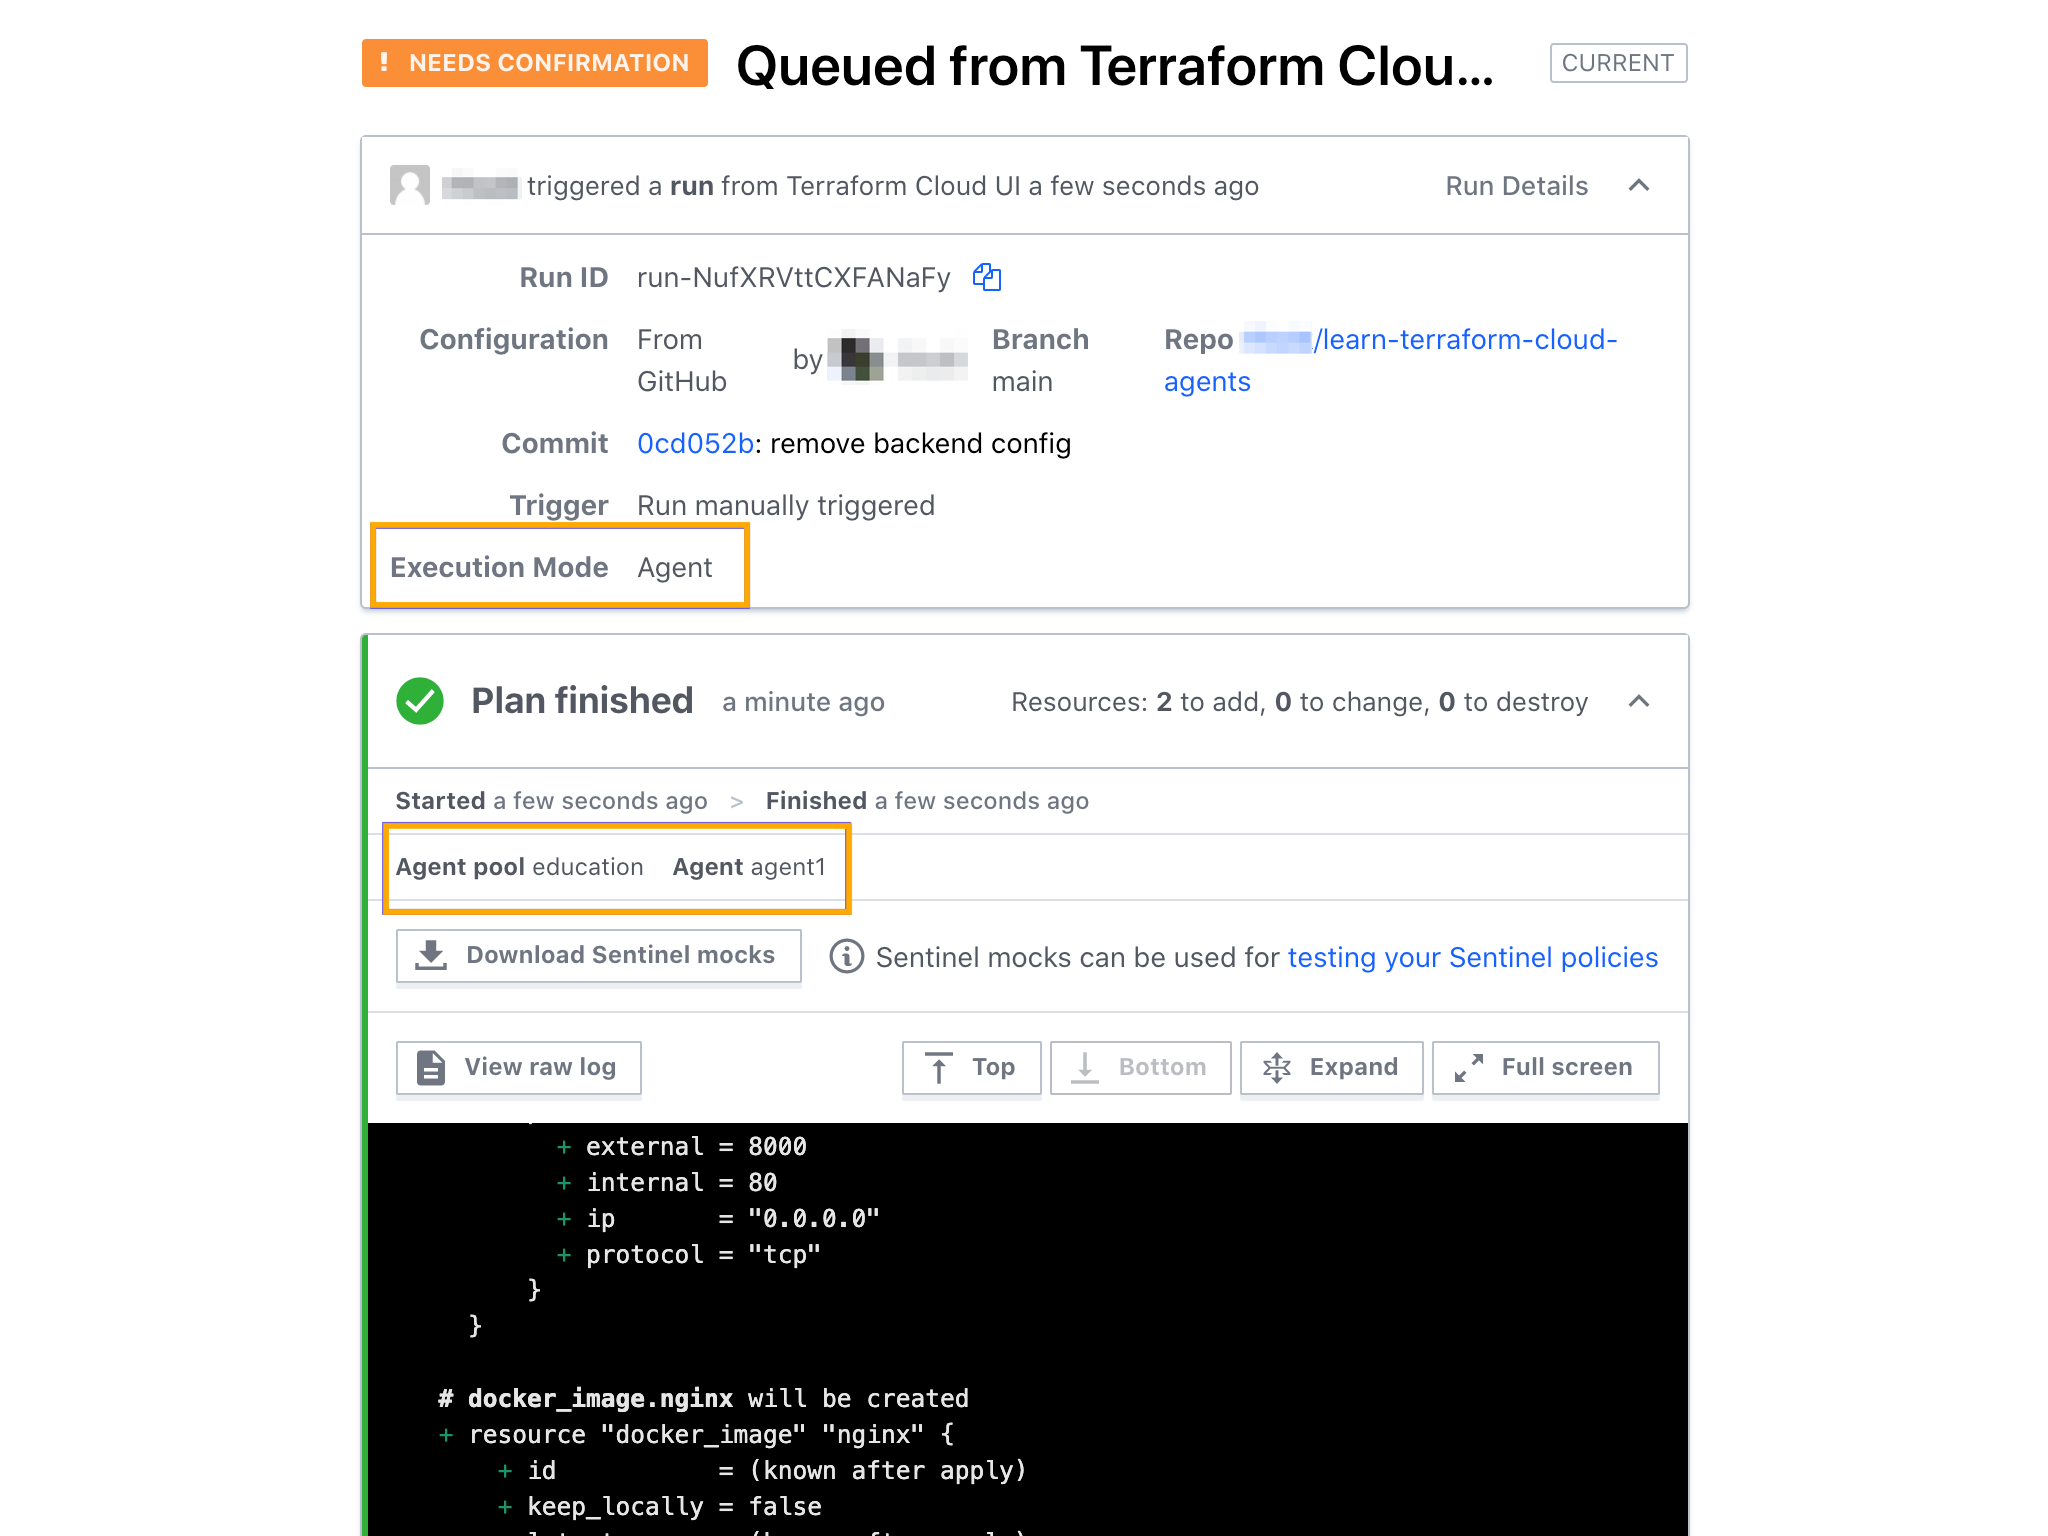 ! NEEDS CONFIRMATION Queued from Terraform Clou... CURRENT
triggered a run from Terraform Cloud UI a few seconds ago Run Details
Run ID run-NufXRVttCXFANaFy
Configuration From GitHub by Branch main Repo /learn-terraform-cloud-agents
Commit 0cd052b: remove backend config
Trigger Run manually triggered
Execution Mode Agent
Plan finished a minute ago Resources: 2 to add, 0 to change, 0 to destroy
Started a few seconds ago > Finished a few seconds ago
Agent pool education Agent agent1
Download Sentinel mocks Sentinel mocks can be used for testing your Sentinel policies
View raw log Top Bottom Expand Full screen
+ external = 8000
+ internal = 80
+ ip = "0.0.0.0"
+ protocol = "tcp"
}
}
# docker_image.nginx will be created
+ resource "docker_image" "nginx" {
+ id = (known after apply)
+ keep_locally = false